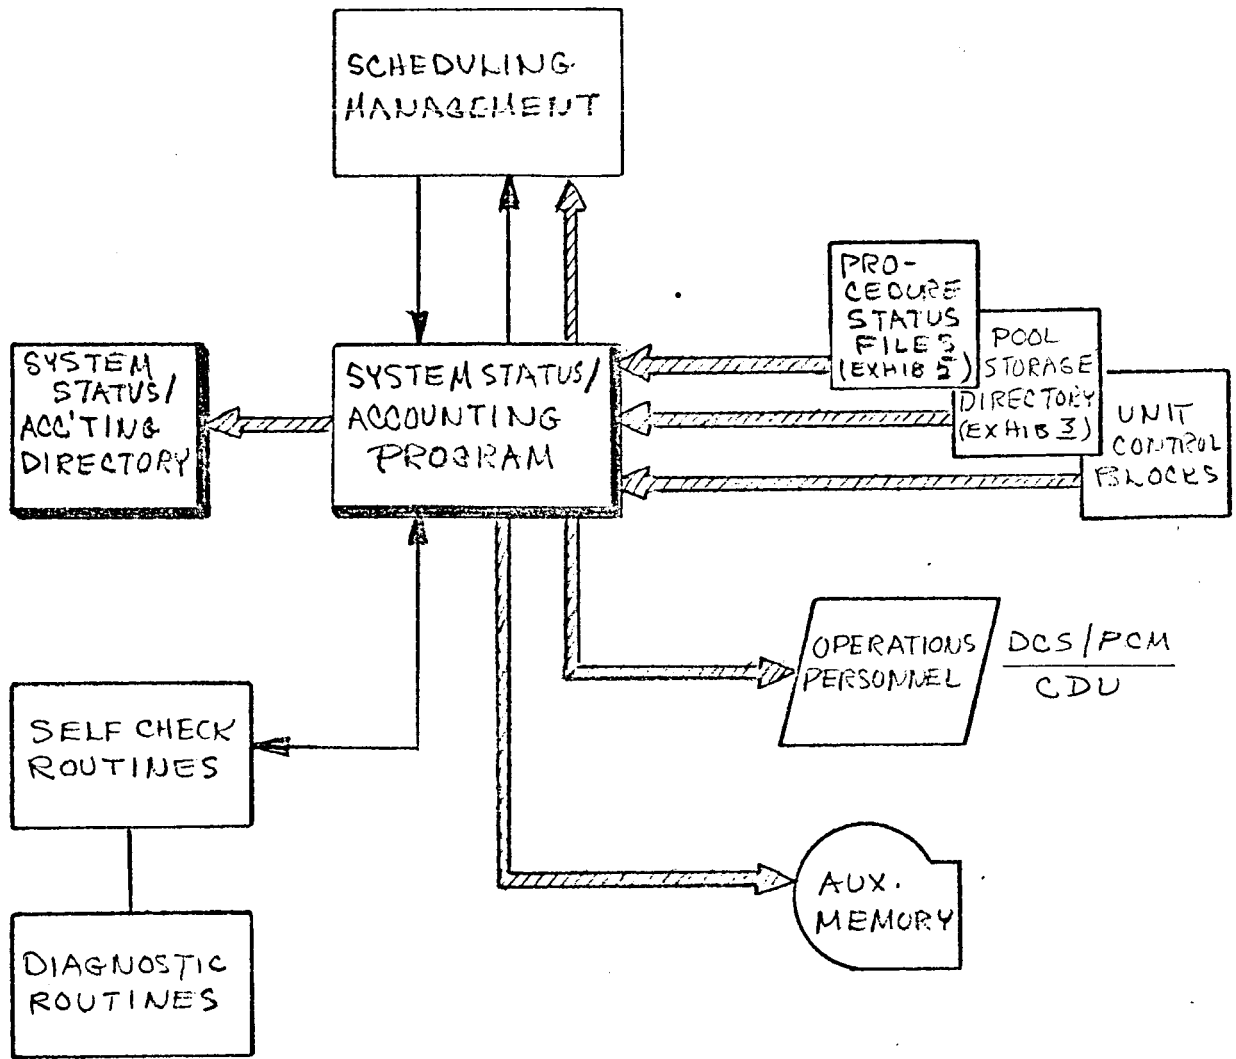 SCHEDULING
MANAGEMENT
PRO-
CEDURE
STATUS
FILES
(EXHIB 5)
POOL
STORAGE
DIRECTORY
(EXHIB 3)
UNIT
CONTROL
BLOCKS
SYSTEM
STATUS/
ACC'TING
DIRECTORY
SYSTEM STATUS/
ACCOUNTING
PROGRAM
OPERATIONS
PERSONNEL
DCS/PCM
CDU
SELF CHECK
ROUTINES
AUX.
MEMORY
DIAGNOSTIC
ROUTINES